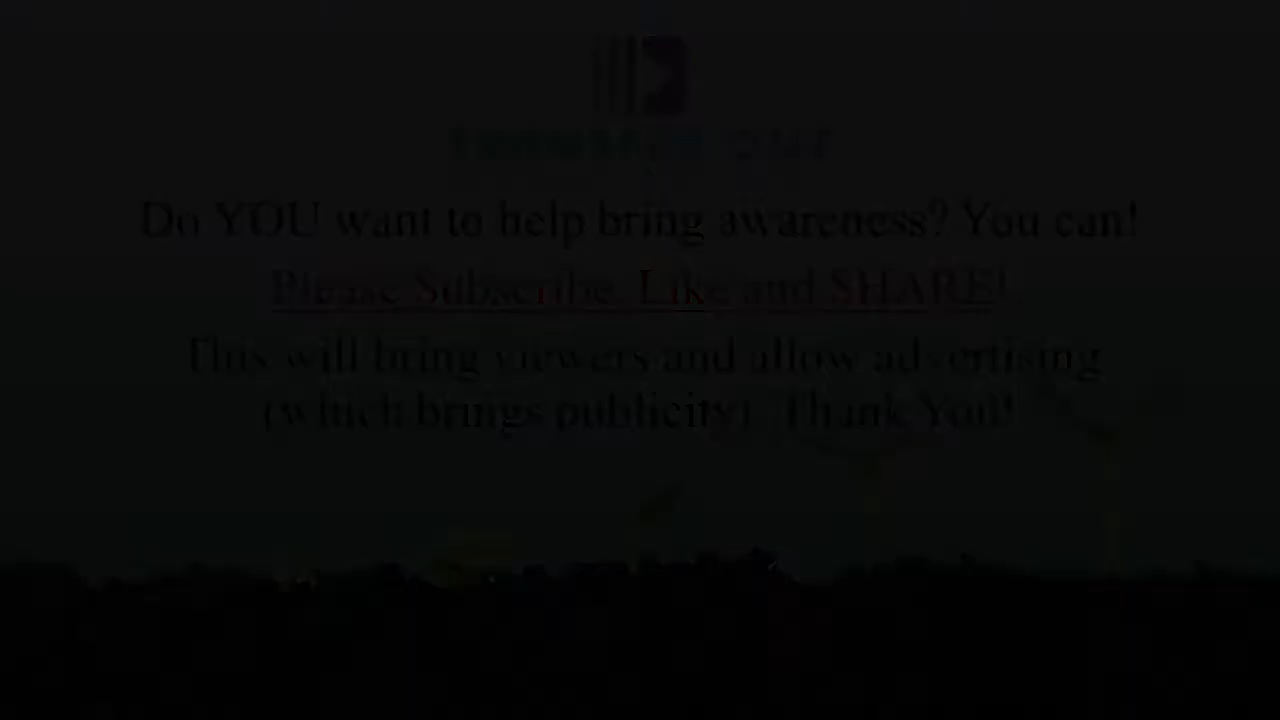 Do YOU want to help bring awareness? You can!
Please Subscribe, Like and SHARE!
This will bring viewers and allow advertising
(which brings publicity). Thank You!